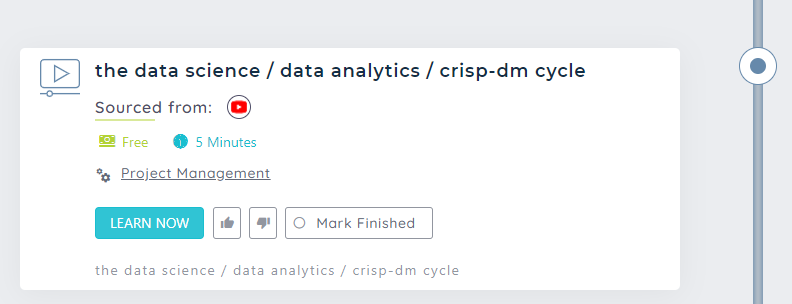 the data science / data analytics / crisp-dm cycle
Sourced from:
Free 5 Minutes
Project Management
LEARN NOW Mark Finished
the data science / data analytics / crisp-dm cycle